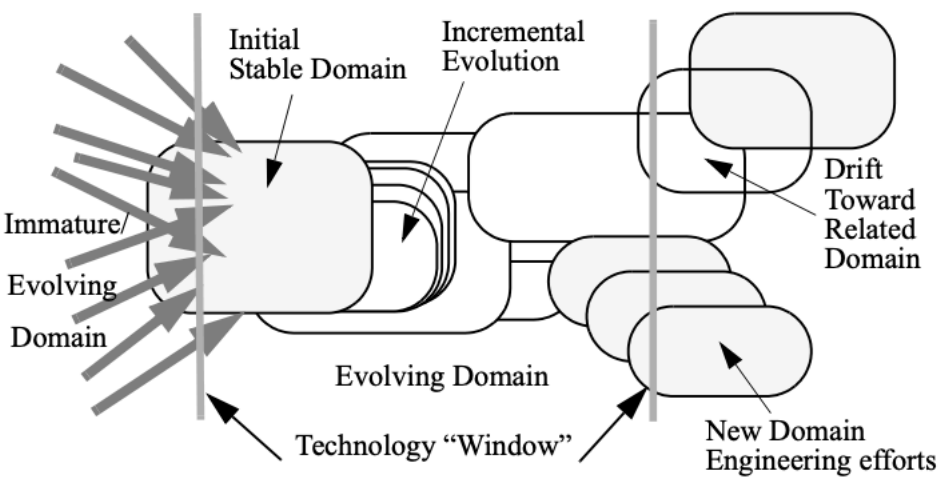 Initial
Stable Domain
Incremental
Evolution
Immature/
Evolving
Domain
Drift
Toward
Related
Domain
Evolving Domain
Technology “Window”
New Domain
Engineering efforts